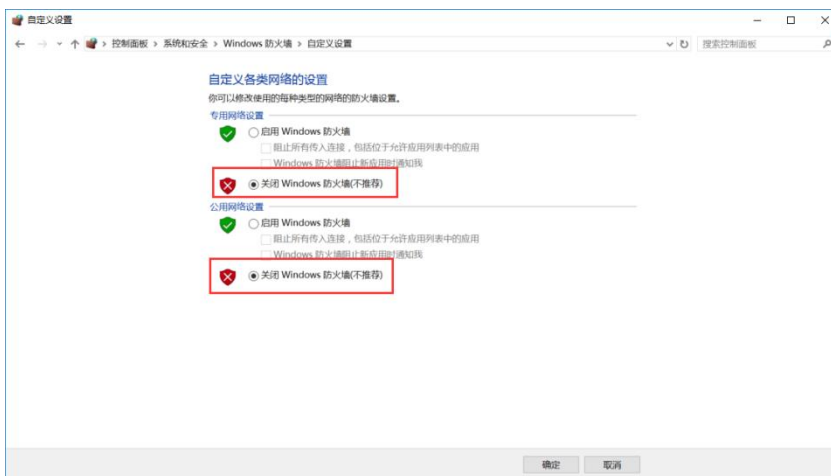 自定义设置
控制面板 › 系统和安全 › Windows 防火墙 › 自定义设置
搜索控制面板
自定义各类网络的设置
你可以修改使用的每种类型的网络的防火墙设置。
专用网络设置
启用 Windows 防火墙
阻止所有传入连接，包括位于允许应用列表中的应用
Windows 防火墙阻止新应用时通知我
关闭 Windows 防火墙(不推荐)
公用网络设置
启用 Windows 防火墙
阻止所有传入连接，包括位于允许应用列表中的应用
Windows 防火墙阻止新应用时通知我
关闭 Windows 防火墙(不推荐)
确定 取消